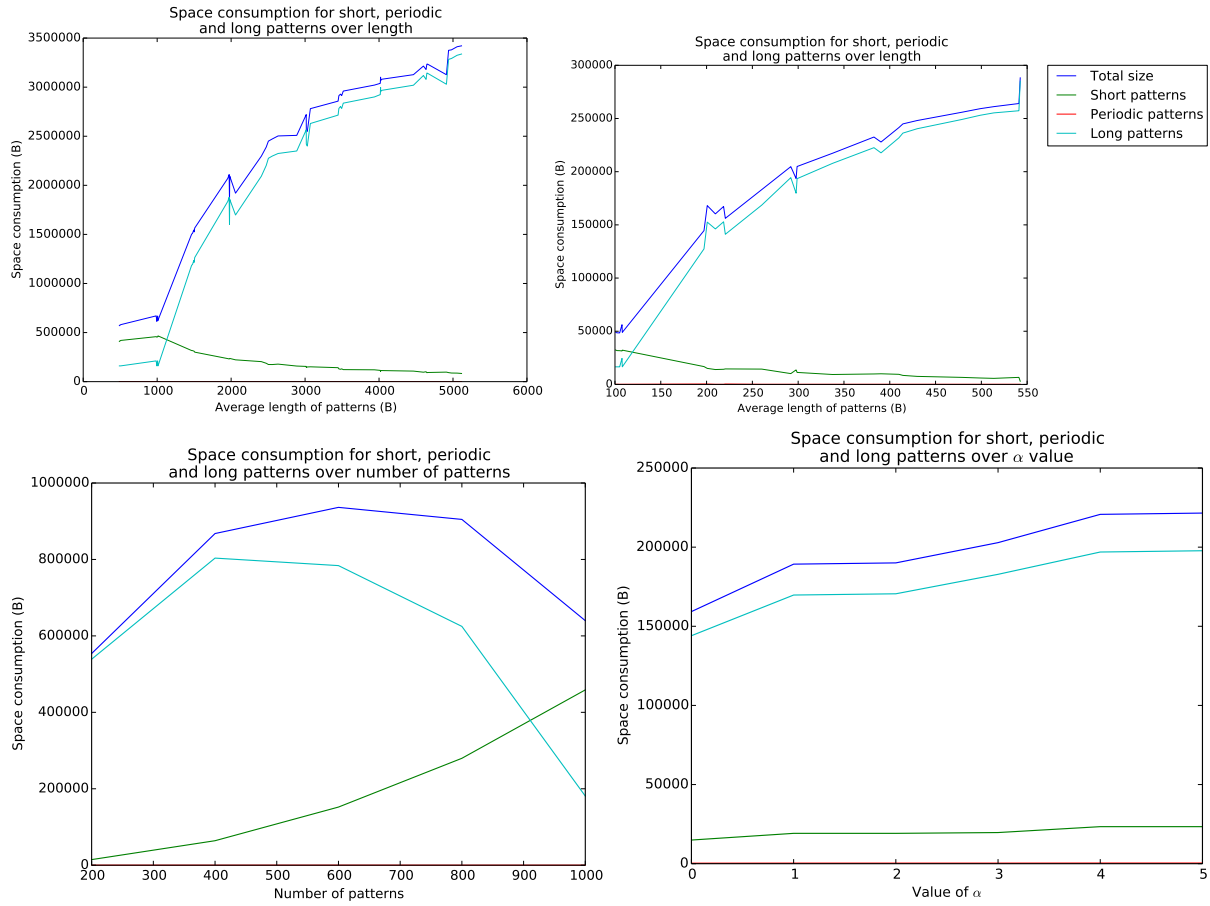 Space consumption for short, periodic
and long patterns over length
3500000
3000000
2500000
2000000
1500000
1000000
500000
0
Space consumption (B)
0 1000 2000 3000 4000 5000 6000
Average length of patterns (B)
Space consumption for short, periodic
and long patterns over length
300000
250000
200000
150000
100000
50000
0
Space consumption (B)
100 150 200 250 300 350 400 450 500 550
Average length of patterns (B)
Total size
Short patterns
Periodic patterns
Long patterns
Space consumption for short, periodic
and long patterns over number of patterns
1000000
800000
600000
400000
200000
0
Space consumption (B)
200 300 400 500 600 700 800 900 1000
Number of patterns
Space consumption for short, periodic
and long patterns over α value
250000
200000
150000
100000
50000
0
Space consumption (B)
0 1 2 3 4 5
Value of α